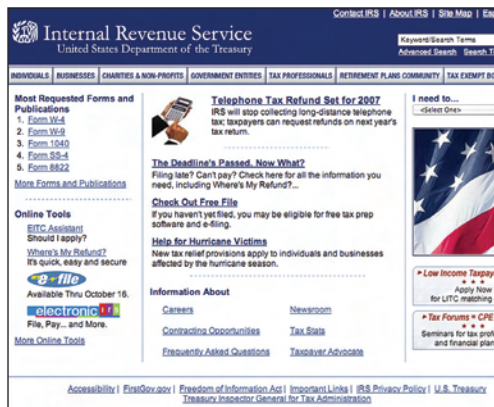 Contact IRS | About IRS | Site Map |
Internal Revenue Service
United States Department of the Treasury
Keyword/Search Terms
Advanced Search Search
INDIVIDUALS BUSINESSES CHARITIES & NON-PROFITS GOVERNMENT ENTITIES TAX PROFESSIONALS RETIREMENT PLANS COMMUNITY TAX EXEMPT
Most Requested Forms and
Publications
1. Form W-4
2. Form W-9
3. Form 1040
4. Form SS-4
5. Form 8822
More Forms and Publications
Online Tools
EITC Assistant
Should I apply?
Where's My Refund?
It's quick, easy and secure
e-file
Available Thru October 16.
electronic irs
File, Pay... and More.
More Online Tools
Telephone Tax Refund Set for 2007
IRS will stop collecting long-distance telephone
tax; taxpayers can request refunds on next year's
tax return.
The Deadline's Passed. Now What?
Filing late? Can't pay? Check here for all the information you
need, including Where's My Refund?...
Check Out Free File
If you haven't yet filed, you may be eligible for free tax prep
software and e-filing.
Help for Hurricane Victims
New tax relief provisions apply to individuals and businesses
affected by the hurricane season.
Information About
Careers Newsroom
Contracting Opportunities Tax Stats
Frequently Asked Questions Taxpayer Advocate
I need to...
<Select One>
Low Income Taxpay
Apply Now
for LITC matching
Tax Forums = CPE
Seminars for tax prof
and financial plan
Accessibility | FirstGov.gov | Freedom of Information Act | Important Links | IRS Privacy Policy | U.S. Treasury
Treasury Inspector General for Tax Administration